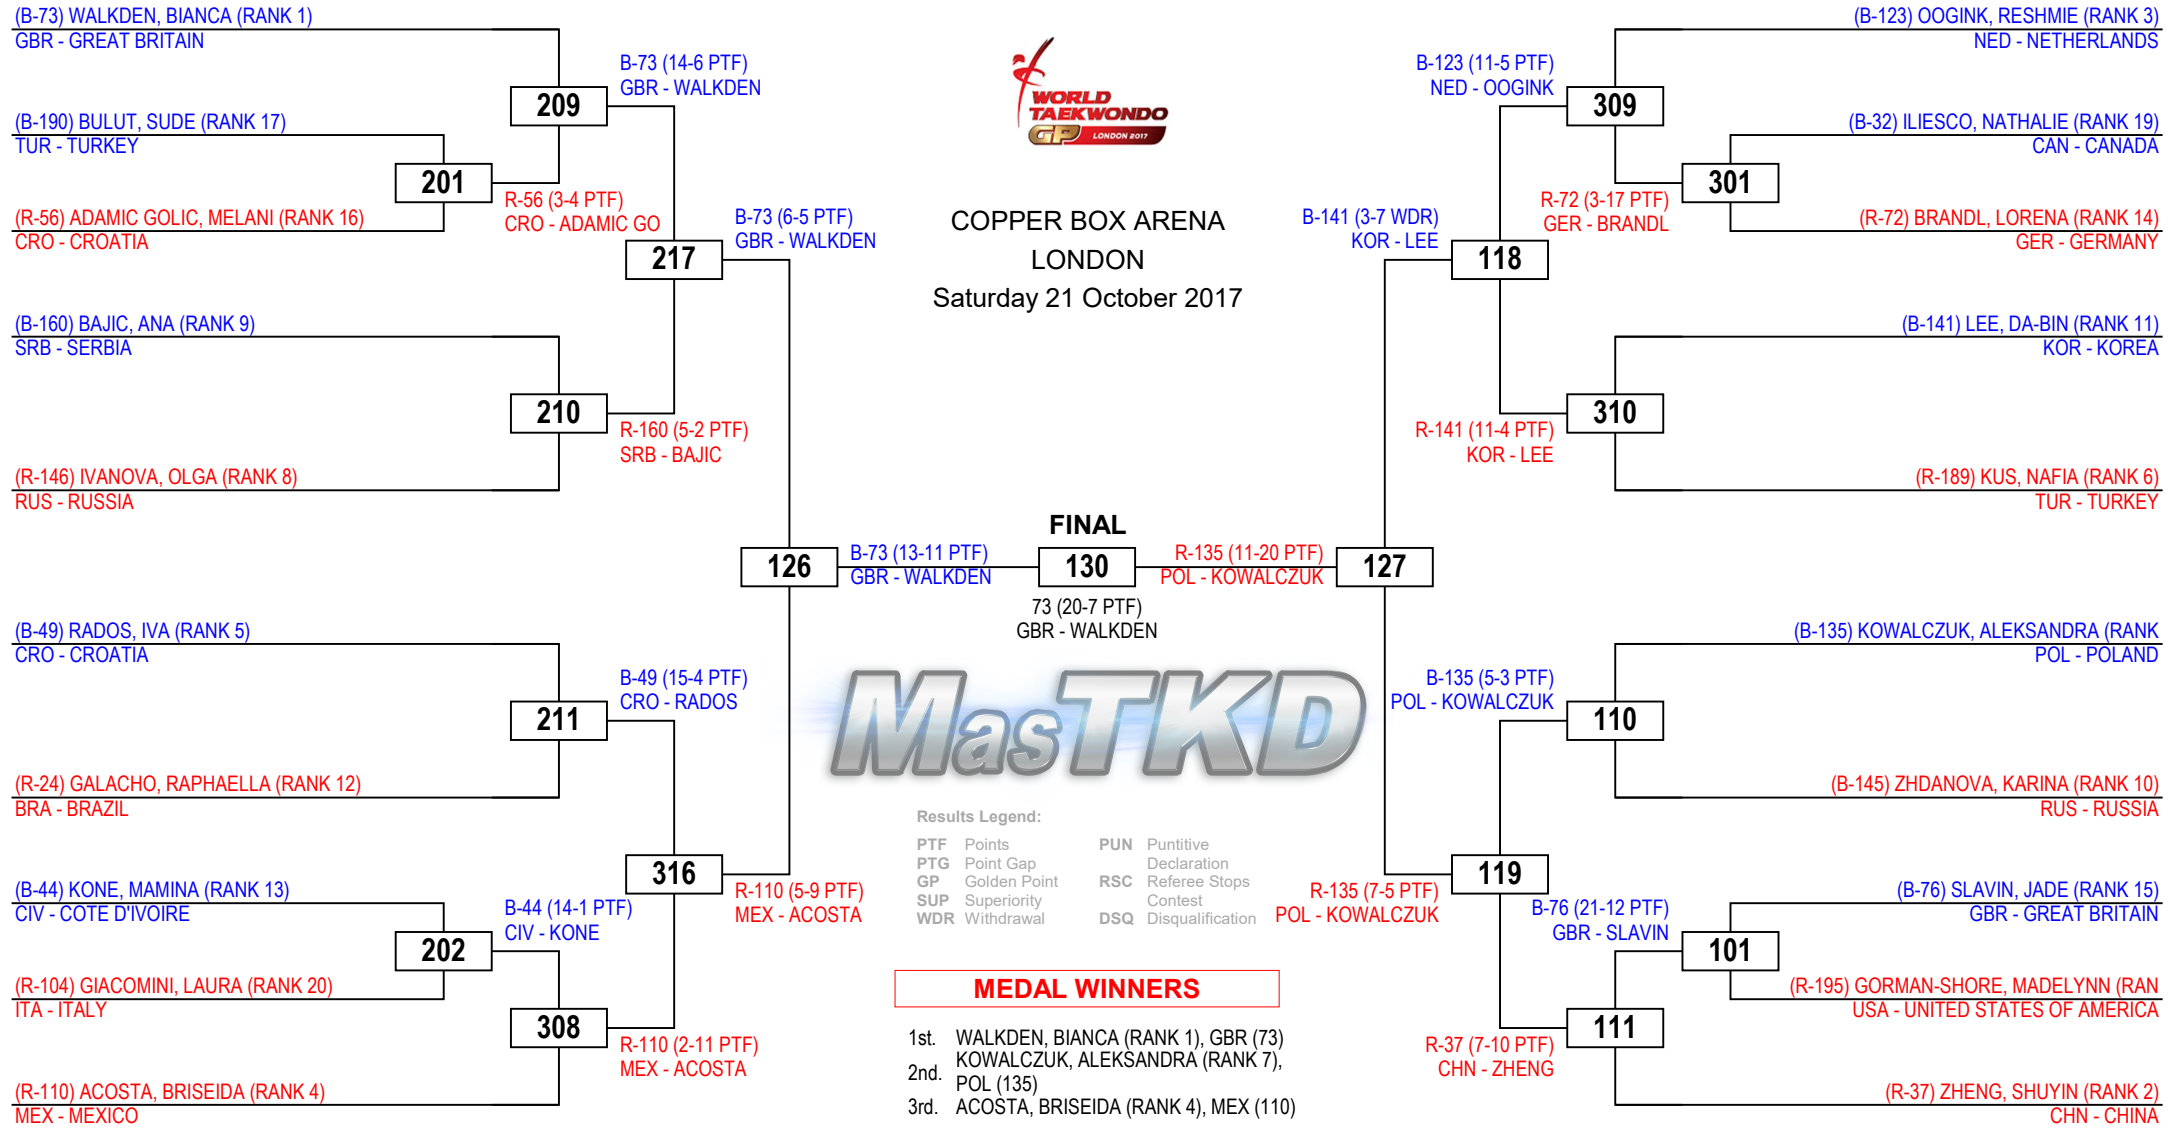 (B-73) WALKDEN, BIANCA (RANK 1)
GBR - GREAT BRITAIN
(B-190) BULUT, SUDE (RANK 17)
TUR - TURKEY
(R-56) ADAMIC GOLIC, MELANI (RANK 16)
CRO - CROATIA
(B-160) BAJIC, ANA (RANK 9)
SRB - SERBIA
(R-146) IVANOVA, OLGA (RANK 8)
RUS - RUSSIA
(B-49) RADOS, IVA (RANK 5)
CRO - CROATIA
(R-24) GALACHO, RAPHAELLA (RANK 12)
BRA - BRAZIL
(B-44) KONE, MAMINA (RANK 13)
CIV - COTE D'IVOIRE
(R-104) GIACOMINI, LAURA (RANK 20)
ITA - ITALY
(R-110) ACOSTA, BRISEIDA (RANK 4)
MEX - MEXICO
201
R-56 (3-4 PTF)
CRO - ADAMIC GO
202
B-44 (14-1 PTF)
CIV - KONE
209
B-73 (14-6 PTF)
GBR - WALKDEN
210
R-160 (5-2 PTF)
SRB - BAJIC
211
B-49 (15-4 PTF)
CRO - RADOS
308
R-110 (2-11 PTF)
MEX - ACOSTA
217
B-73 (6-5 PTF)
GBR - WALKDEN
316
R-110 (5-9 PTF)
MEX - ACOSTA
126
B-73 (13-11 PTF)
GBR - WALKDEN
WORLD
TAEKWONDO
GP LONDON 2017
COPPER BOX ARENA
LONDON
Saturday 21 October 2017
FINAL
130
73 (20-7 PTF)
GBR - WALKDEN
MasTKD
Results Legend:
PTF Points
PTG Point Gap
GP Golden Point
SUP Superiority
WDR Withdrawal
PUN Puntitive
Declaration
RSC Referee Stops
Contest
DSQ Disqualification
MEDAL WINNERS
1st. WALKDEN, BIANCA (RANK 1), GBR (73)
2nd. KOWALCZUK, ALEKSANDRA (RANK 7),
POL (135)
3rd. ACOSTA, BRISEIDA (RANK 4), MEX (110)
R-135 (11-20 PTF)
POL - KOWALCZUK
127
B-141 (3-7 WDR)
KOR - LEE
118
R-135 (7-5 PTF)
POL - KOWALCZUK
119
B-123 (11-5 PTF)
NED - OOGINK
309
R-141 (11-4 PTF)
KOR - LEE
310
B-135 (5-3 PTF)
POL - KOWALCZUK
110
R-37 (7-10 PTF)
CHN - ZHENG
111
R-72 (3-17 PTF)
GER - BRANDL
301
B-76 (21-12 PTF)
GBR - SLAVIN
101
(B-123) OOGINK, RESHMIE (RANK 3)
NED - NETHERLANDS
(B-32) ILIESCO, NATHALIE (RANK 19)
CAN - CANADA
(R-72) BRANDL, LORENA (RANK 14)
GER - GERMANY
(B-141) LEE, DA-BIN (RANK 11)
KOR - KOREA
(R-189) KUS, NAFIA (RANK 6)
TUR - TURKEY
(B-135) KOWALCZUK, ALEKSANDRA (RANK
POL - POLAND
(B-145) ZHDANOVA, KARINA (RANK 10)
RUS - RUSSIA
(B-76) SLAVIN, JADE (RANK 15)
GBR - GREAT BRITAIN
(R-195) GORMAN-SHORE, MADELYNN (RAN
USA - UNITED STATES OF AMERICA
(R-37) ZHENG, SHUYIN (RANK 2)
CHN - CHINA